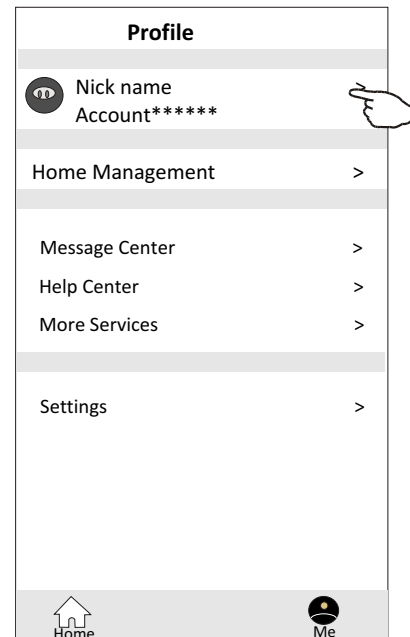 Profile
Nick name
Account******
Home Management >
Message Center >
Help Center >
More Services >
Settings >
Home Me